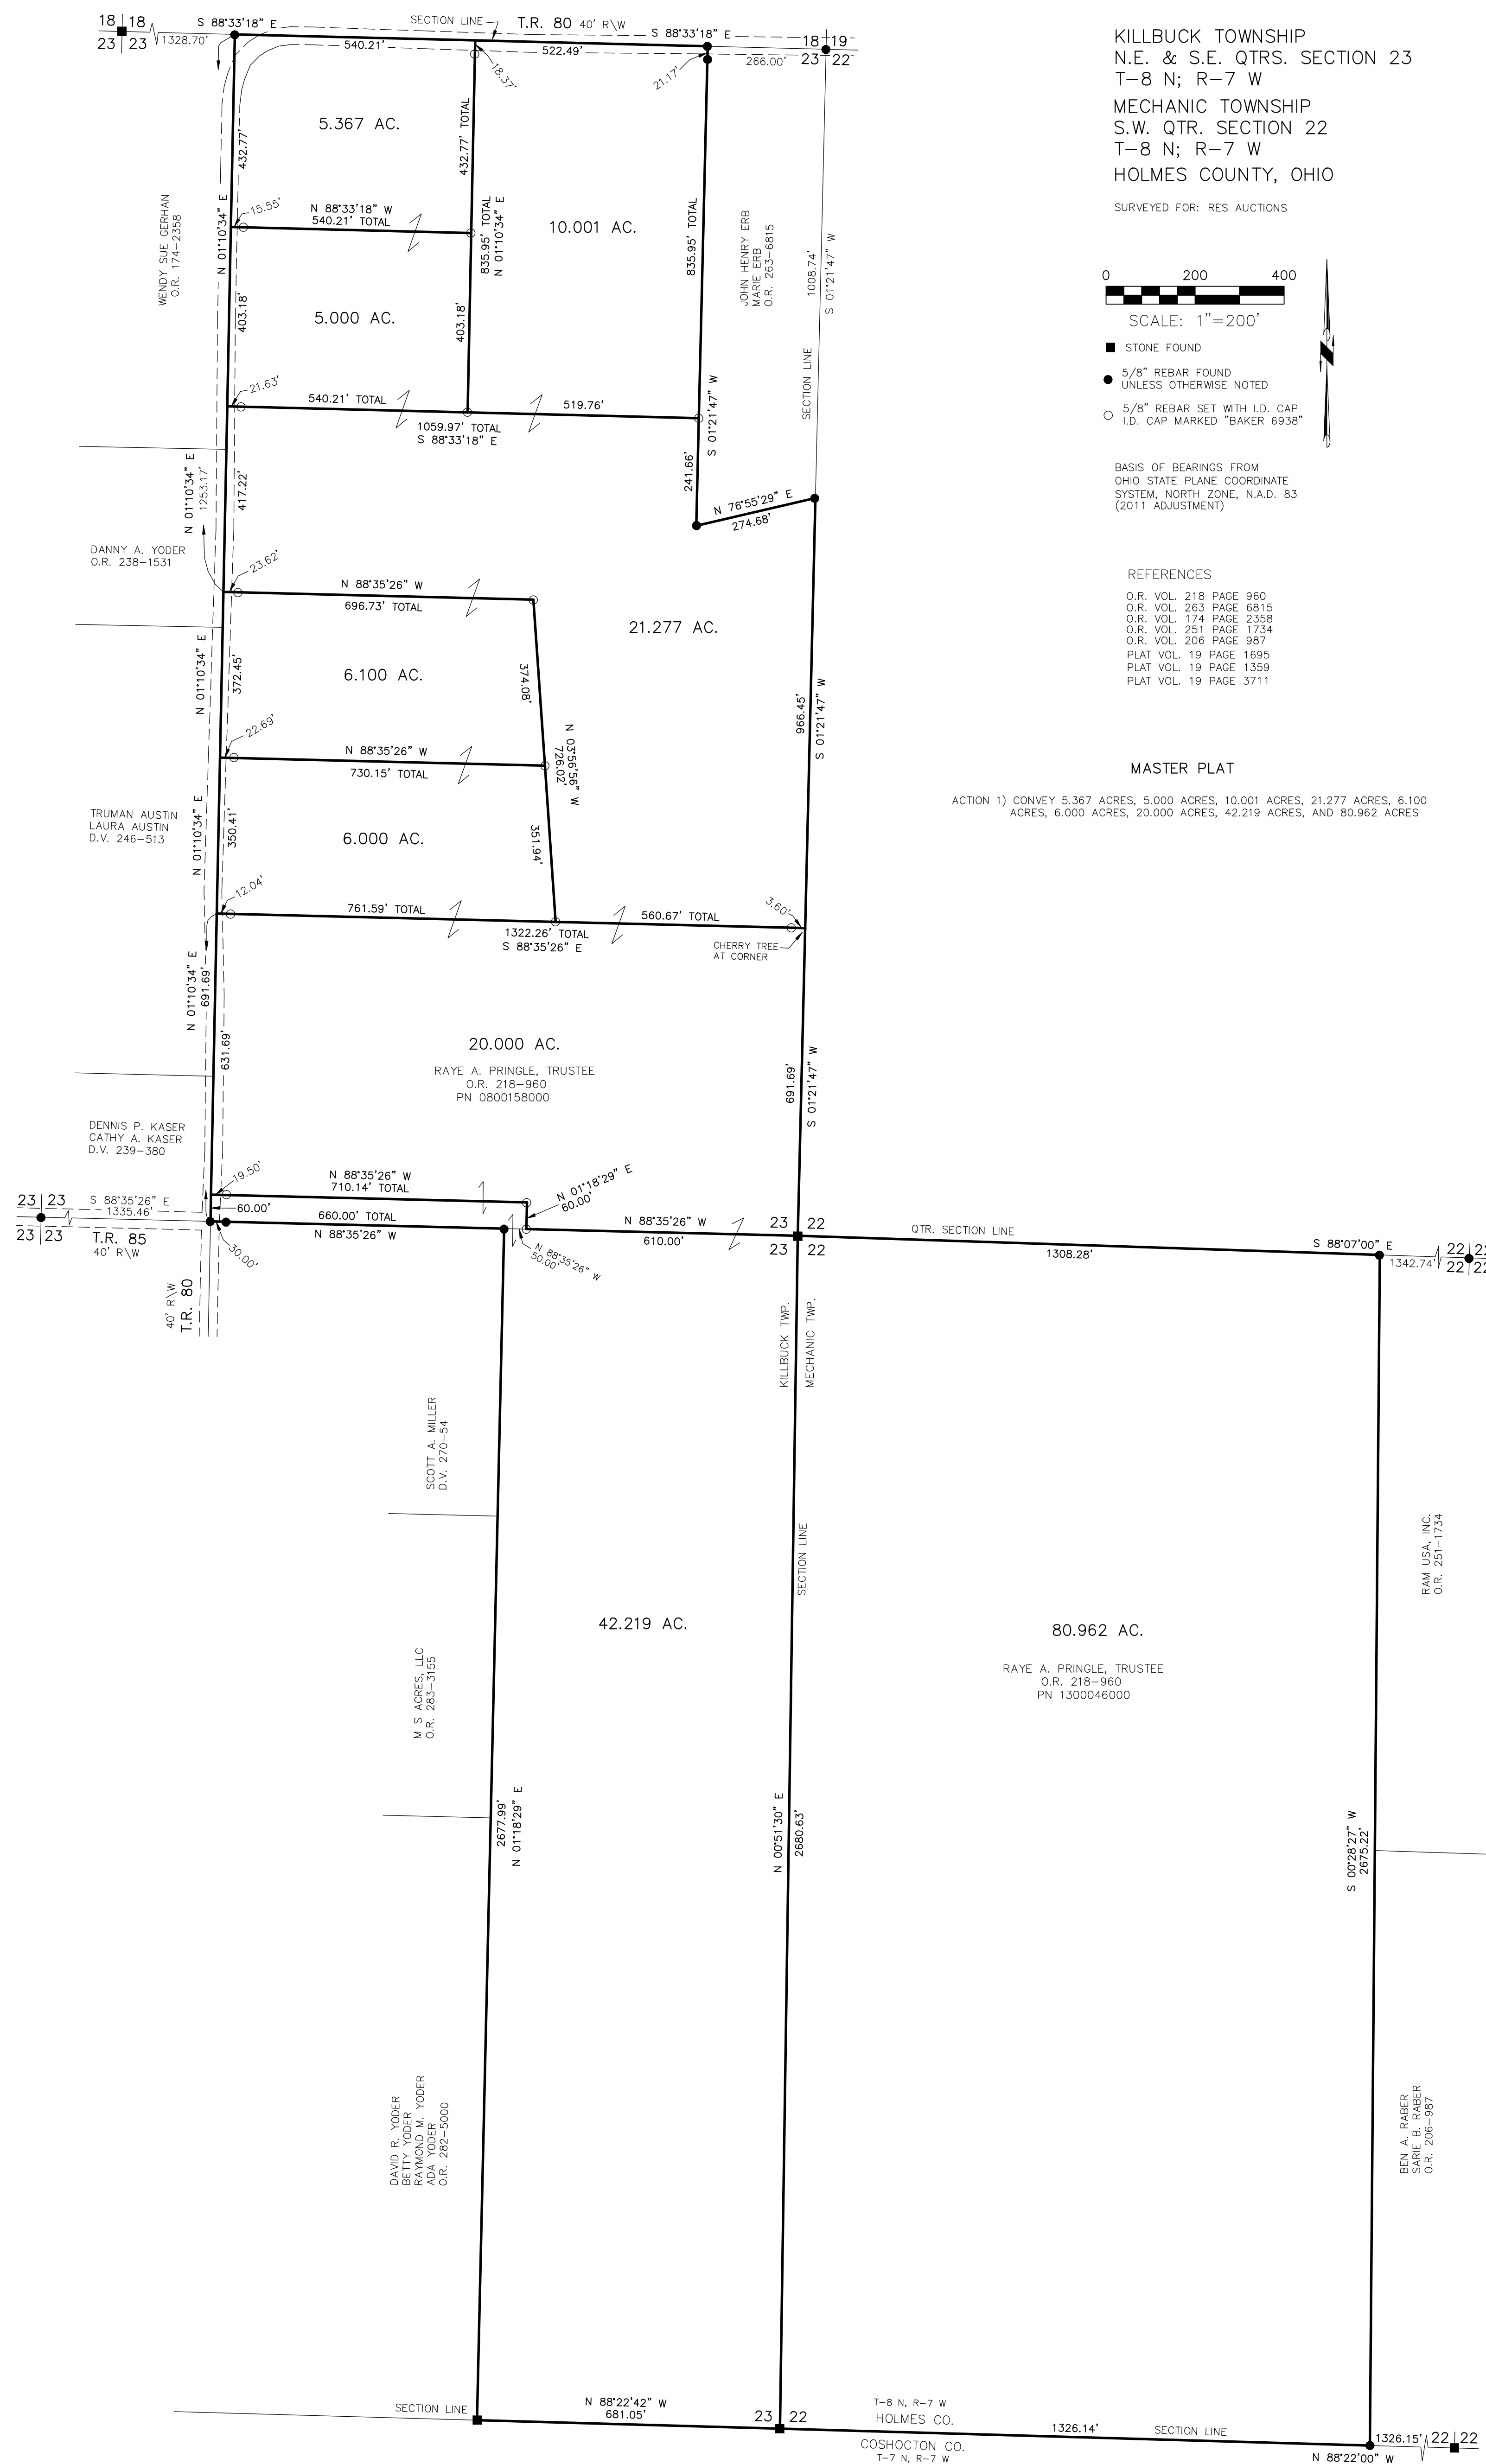 18 18
23 23
1328.70'
S 88°33'18" E
SECTION LINE
T.R. 80 40' R/W
S 88°33'18" E
540.21'
522.49'
18.37'
21.17'
266.00'
18 19
23 22
5.367 AC.
432.77'
432.77' TOTAL
N 01°10'34" E
15.55'
N 88°33'18" W
540.21' TOTAL
835.95' TOTAL
N 01°10'34" E
10.001 AC.
835.95' TOTAL
WENDY SUE GERHAN
O.R. 174-2358
JOHN HENRY ERB
MARIE ERB
O.R. 263-6815
1008.74'
S 01°21'47" W
5.000 AC.
403.18'
403.18'
SECTION LINE
21.63'
540.21' TOTAL
519.76'
1059.97' TOTAL
S 88°33'18" E
S 01°21'47" W
241.66'
N 76°55'29" E
274.68'
N 01°10'34" E
1253.17'
417.22'
DANNY A. YODER
O.R. 238-1531
23.62'
N 88°35'26" W
696.73' TOTAL
21.277 AC.
N 01°10'34" E
372.45'
6.100 AC.
374.08'
N 03°56'56" W
726.02'
966.45'
S 01°21'47" W
22.69'
N 88°35'26" W
730.15' TOTAL
TRUMAN AUSTIN
LAURA AUSTIN
D.V. 246-513
N 01°10'34" E
350.41'
6.000 AC.
351.94'
12.04'
761.59' TOTAL
560.67' TOTAL
3.60'
1322.26' TOTAL
S 88°35'26" E
CHERRY TREE
AT CORNER
N 01°10'34" E
691.69'
631.69'
20.000 AC.
RAYE A. PRINGLE, TRUSTEE
O.R. 218-960
PN 0800158000
691.69'
S 01°21'47" W
DENNIS P. KASER
CATHY A. KASER
D.V. 239-380
19.50'
N 88°35'26" W
710.14' TOTAL
N 01°18'29" E
60.00'
23 23
23 23
S 88°35'26" E
1335.46'
T.R. 85
40' R\W
60.00'
660.00' TOTAL
N 88°35'26" W
30.00'
N 88°35'26" W
50.00'
N 88°35'26" W
610.00'
23 22
23 22
QTR. SECTION LINE
1308.28'
S 88°07'00" E
1342.74'
22 22
22 22
40' R\W
T.R. 80
KILLBUCK TWP.
MECHANIC TWP.
SCOTT A. MILLER
D.V. 270-54
SECTION LINE
RAM USA, INC.
O.R. 251-1734
42.219 AC.
80.962 AC.
RAYE A. PRINGLE, TRUSTEE
O.R. 218-960
PN 1300046000
M S ACRES, LLC
O.R. 283-3155
2677.99'
N 01°18'29" E
N 00°51'30" E
2680.63'
S 00°28'27" W
2675.22'
DAVID R. YODER
BETTY YODER
RAYMOND M. YODER
ADA YODER
O.R. 282-5000
BEN A. RABER
SARIE B. RABER
O.R. 206-987
SECTION LINE
N 88°22'42" W
681.05'
23 22
T-8 N, R-7 W
HOLMES CO.
COSHOCTON CO.
T-7 N, R-7 W
1326.14'
SECTION LINE
1326.15'
22 22
N 88°22'00" W
KILLBUCK TOWNSHIP
N.E. & S.E. QTRS. SECTION 23
T-8 N; R-7 W
MECHANIC TOWNSHIP
S.W. QTR. SECTION 22
T-8 N; R-7 W
HOLMES COUNTY, OHIO
SURVEYED FOR: RES AUCTIONS
0 200 400
SCALE: 1"=200'
STONE FOUND
5/8" REBAR FOUND
UNLESS OTHERWISE NOTED
5/8" REBAR SET WITH I.D. CAP
I.D. CAP MARKED "BAKER 6938"
BASIS OF BEARINGS FROM
OHIO STATE PLANE COORDINATE
SYSTEM, NORTH ZONE, N.A.D. 83
(2011 ADJUSTMENT)
REFERENCES
O.R. VOL. 218 PAGE 960
O.R. VOL. 263 PAGE 6815
O.R. VOL. 174 PAGE 2358
O.R. VOL. 251 PAGE 1734
O.R. VOL. 206 PAGE 987
PLAT VOL. 19 PAGE 1695
PLAT VOL. 19 PAGE 1359
PLAT VOL. 19 PAGE 3711
MASTER PLAT
ACTION 1) CONVEY 5.367 ACRES, 5.000 ACRES, 10.001 ACRES, 21.277 ACRES, 6.100
ACRES, 6.000 ACRES, 20.000 ACRES, 42.219 ACRES, AND 80.962 ACRES